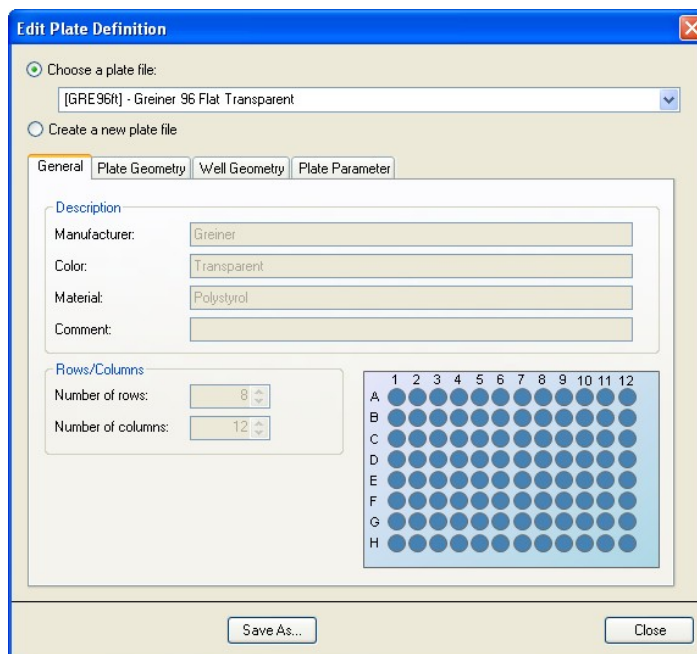 Edit Plate Definition
Choose a plate file:
[GRE96ft] - Greiner 96 Flat Transparent
Create a new plate file
General Plate Geometry Well Geometry Plate Parameter
Description
Manufacturer: Greiner
Color: Transparent
Material: Polystyrol
Comment:
Rows/Columns
Number of rows: 8
Number of columns: 12
1 2 3 4 5 6 7 8 9 10 11 12
A
B
C
D
E
F
G
H
Save As... Close